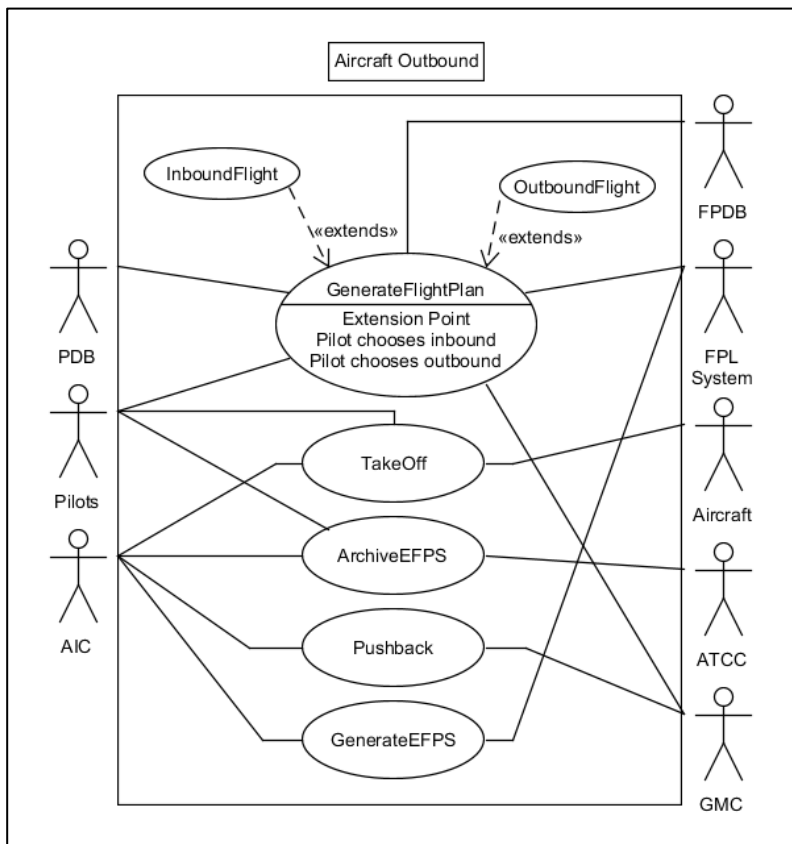 Aircraft Outbound
InboundFlight
OutboundFlight
FPDB
«extends»
«extends»
GenerateFlightPlan
Extension Point
Pilot chooses inbound
Pilot chooses outbound
PDB
FPL
System
TakeOff
Pilots
Aircraft
ArchiveEFPS
AIC
ATCC
Pushback
GenerateEFPS
GMC